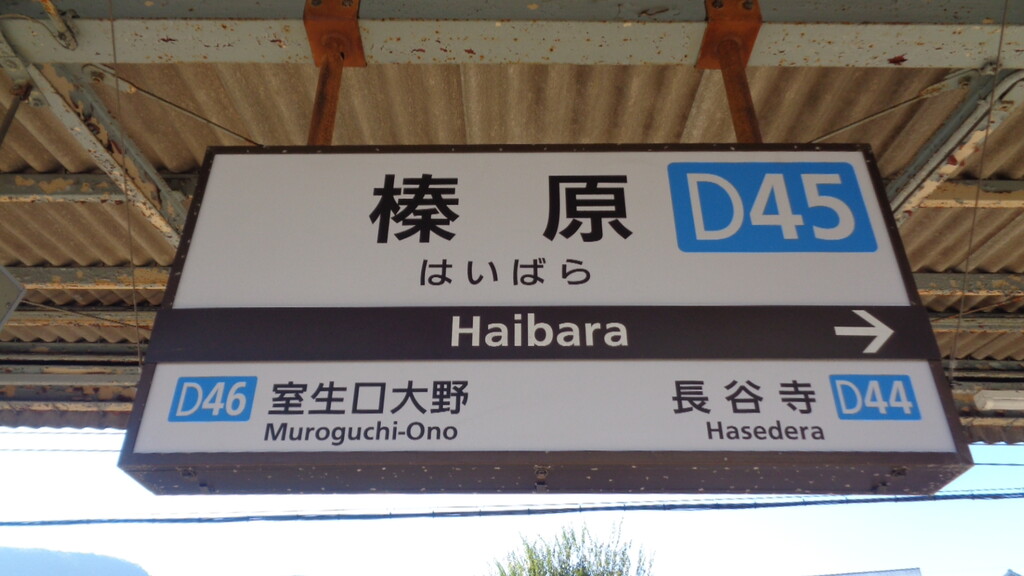 榛原 D45
はいばら
Haibara →
D46 室生口大野 長谷寺 D44
Muroguchi-Ono Hasedera